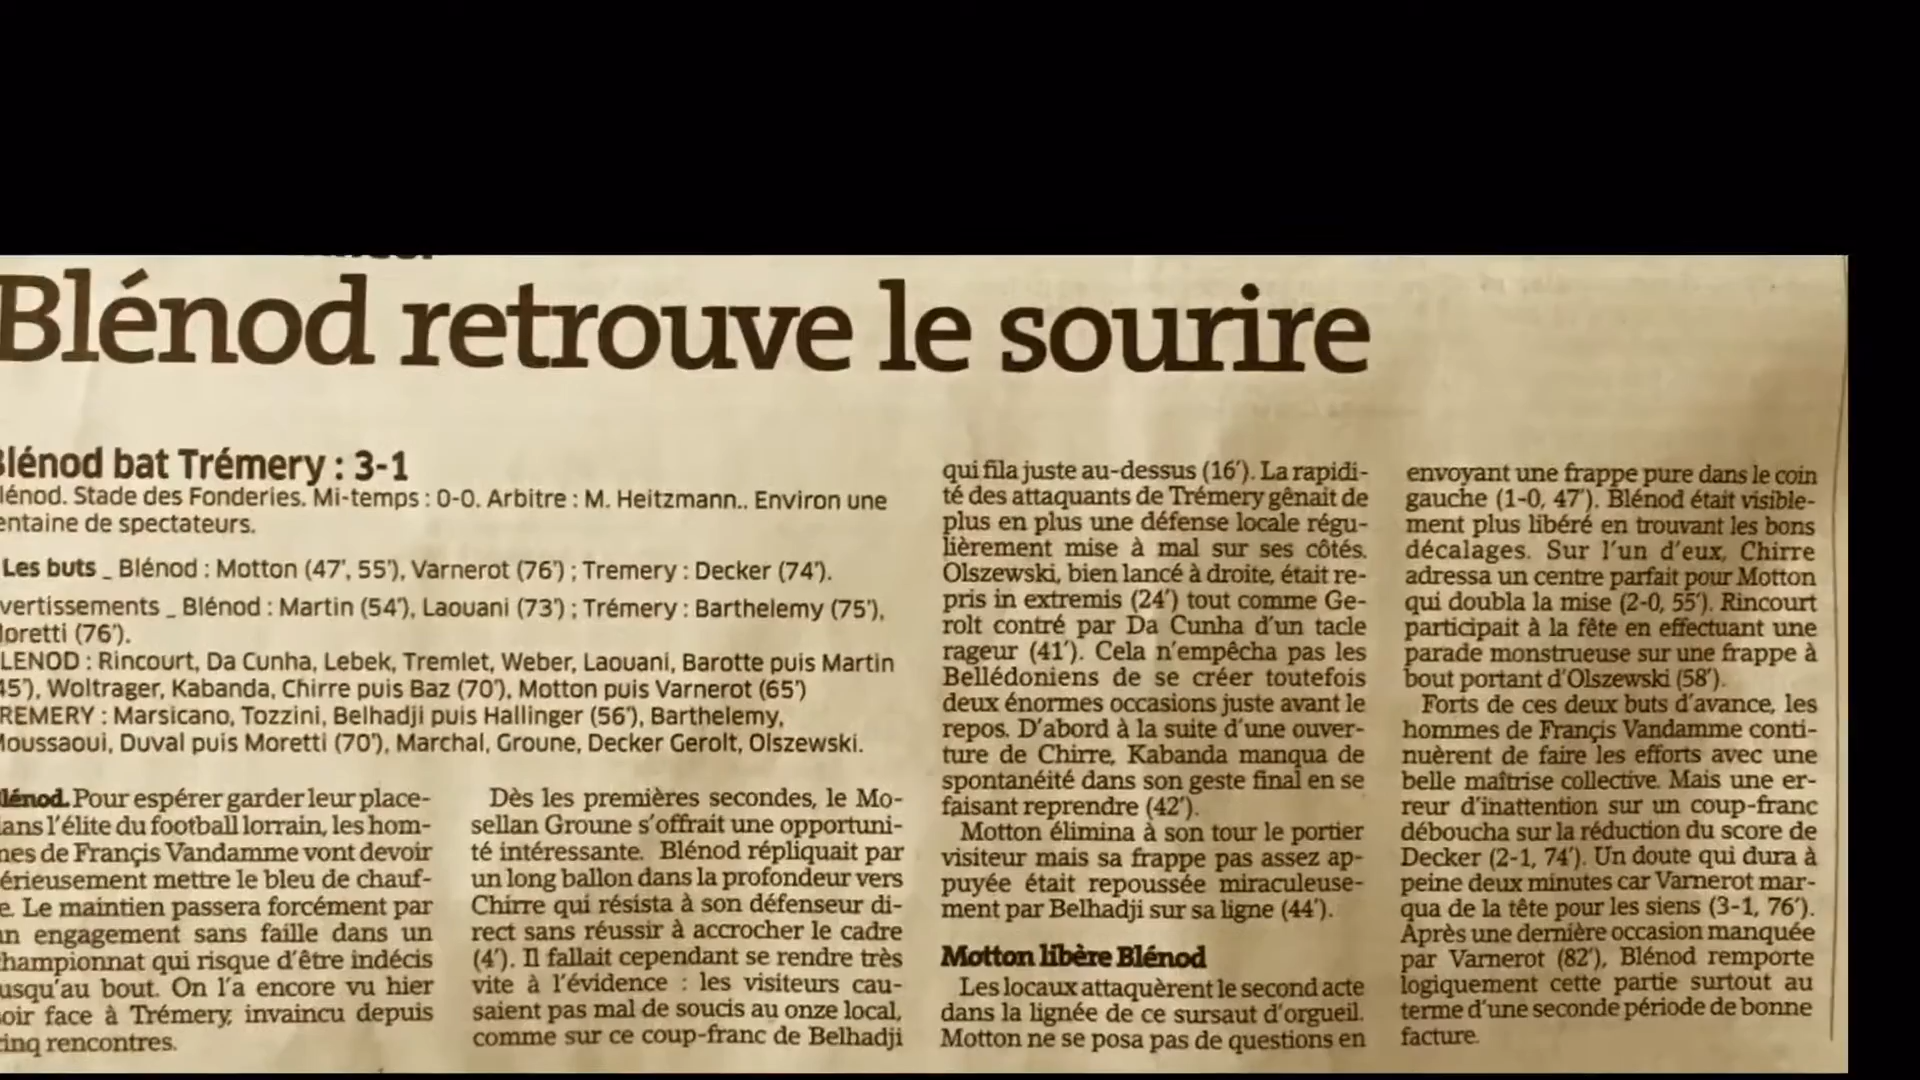 Blénod retrouve le sourire
Blénod bat Trémery : 3-1
lénod. Stade des Fonderies. Mi-temps : 0-0. Arbitre : M. Heitzmann.. Environ une
entaine de spectateurs.
Les buts _ Blénod : Motton (47', 55'), Varnerot (76') ; Tremery : Decker (74').
vertissements _ Blénod : Martin (54'), Laouani (73') ; Trémery : Barthelemy (75'),
oretti (76').
LENOD : Rincourt, Da Cunha, Lebek, Tremlet, Weber, Laouani, Barotte puis Martin
45'), Woltrager, Kabanda, Chirre puis Baz (70'), Motton puis Varnerot (65')
REMERY : Marsicano, Tozzini, Belhadji puis Hallinger (56'), Barthelemy,
Moussaoui, Duval puis Moretti (70'), Marchal, Groune, Decker Gerolt, Olszewski.
lénod. Pour espérer garder leur place-
ans l'élite du football lorrain, les hom-
mes de Françis Vandamme vont devoir
érieusement mettre le bleu de chauf-
e. Le maintien passera forcément par
un engagement sans faille dans un
hampionnat qui risque d'être indécis
usqu'au bout. On l'a encore vu hier
oir face à Trémery, invaincu depuis
cinq rencontres.
Dès les premières secondes, le Mo-
sellan Groune s'offrait une opportuni-
té intéressante. Blénod répliquait par
un long ballon dans la profondeur vers
Chirre qui résista à son défenseur di-
rect sans réussir à accrocher le cadre
(4'). Il fallait cependant se rendre très
vite à l'évidence : les visiteurs cau-
saient pas mal de soucis au onze local,
comme sur ce coup-franc de Belhadji
qui fila juste au-dessus (16'). La rapidi-
té des attaquants de Trémery gênait de
plus en plus une défense locale régu-
lièrement mise à mal sur ses côtés.
Olszewski, bien lancé à droite, était re-
pris in extremis (24') tout comme Ge-
rolt contré par Da Cunha d'un tacle
rageur (41'). Cela n'empêcha pas les
Bellédoniens de se créer toutefois
deux énormes occasions juste avant le
repos. D'abord à la suite d'une ouver-
ture de Chirre, Kabanda manqua de
spontanéité dans son geste final en se
faisant reprendre (42').
Motton élimina à son tour le portier
visiteur mais sa frappe pas assez ap-
puyée était repoussée miraculeuse-
ment par Belhadji sur sa ligne (44').
Motton libère Blénod
Les locaux attaquèrent le second acte
dans la lignée de ce sursaut d'orgueil.
Motton ne se posa pas de questions en
envoyant une frappe pure dans le coin
gauche (1-0, 47'). Blénod était visible-
ment plus libéré en trouvant les bons
décalages. Sur l'un d'eux, Chirre
adressa un centre parfait pour Motton
qui doubla la mise (2-0, 55'). Rincourt
participait à la fête en effectuant une
parade monstrueuse sur une frappe à
bout portant d'Olszewski (58').
Forts de ces deux buts d'avance, les
hommes de Françis Vandamme conti-
nuèrent de faire les efforts avec une
belle maîtrise collective. Mais une er-
reur d'inattention sur un coup-franc
déboucha sur la réduction du score de
Decker (2-1, 74'). Un doute qui dura à
peine deux minutes car Varnerot mar-
qua de la tête pour les siens (3-1, 76').
Après une dernière occasion manquée
par Varnerot (82'), Blénod remporte
logiquement cette partie surtout au
terme d'une seconde période de bonne
facture.